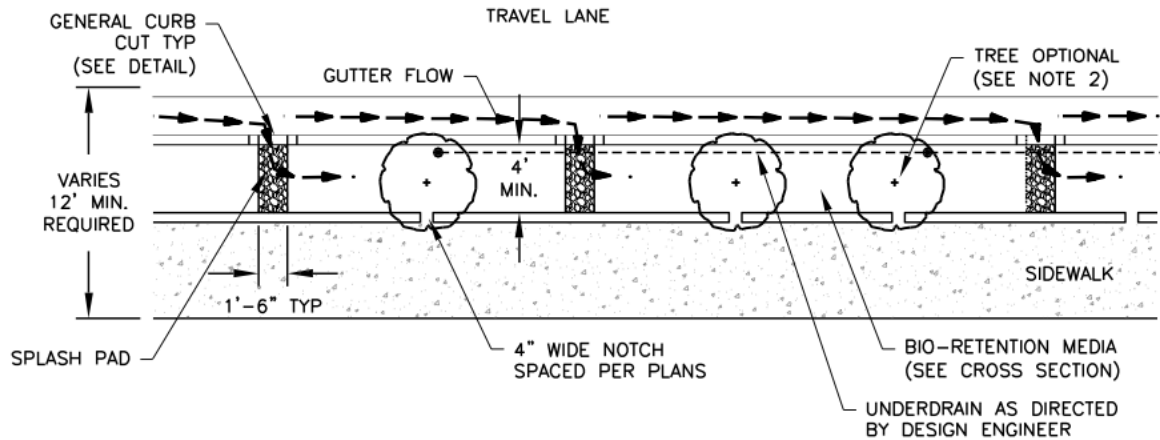 TRAVEL LANE
GENERAL CURB
CUT TYP
(SEE DETAIL)
GUTTER FLOW
TREE OPTIONAL
(SEE NOTE 2)
VARIES
12' MIN.
REQUIRED
4'
MIN.
SIDEWALK
1'-6" TYP
SPLASH PAD
4" WIDE NOTCH
SPACED PER PLANS
BIO-RETENTION MEDIA
(SEE CROSS SECTION)
UNDERDRAIN AS DIRECTED
BY DESIGN ENGINEER